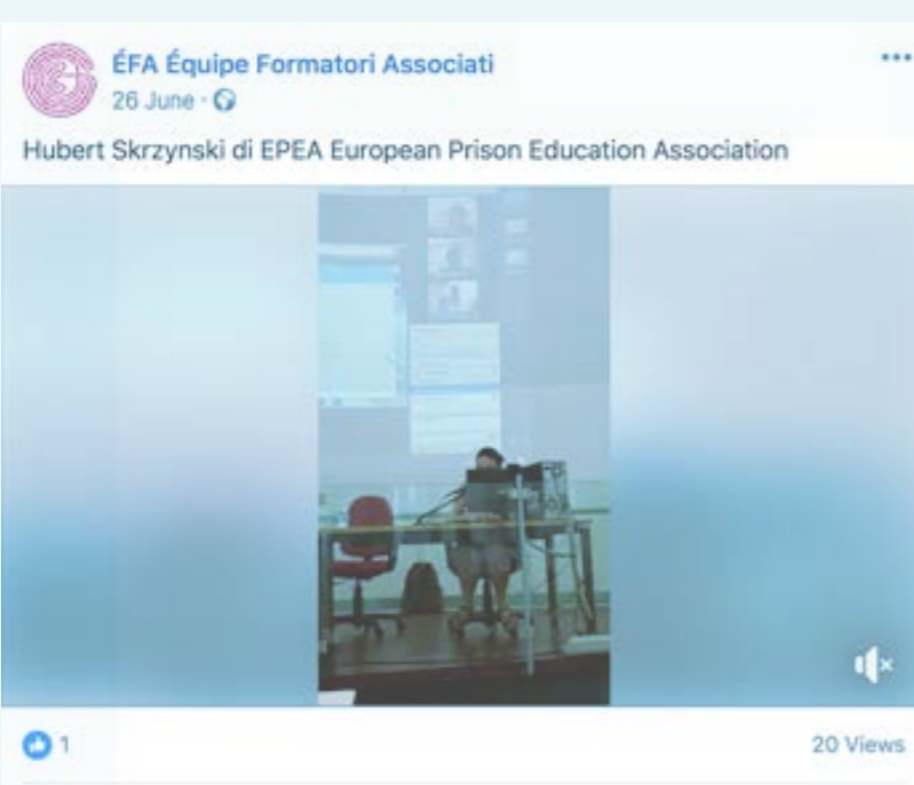 ÉFA Équipe Formatori Associati
26 June ·
Hubert Skrzynski di EPEA European Prison Education Association
1
20 Views